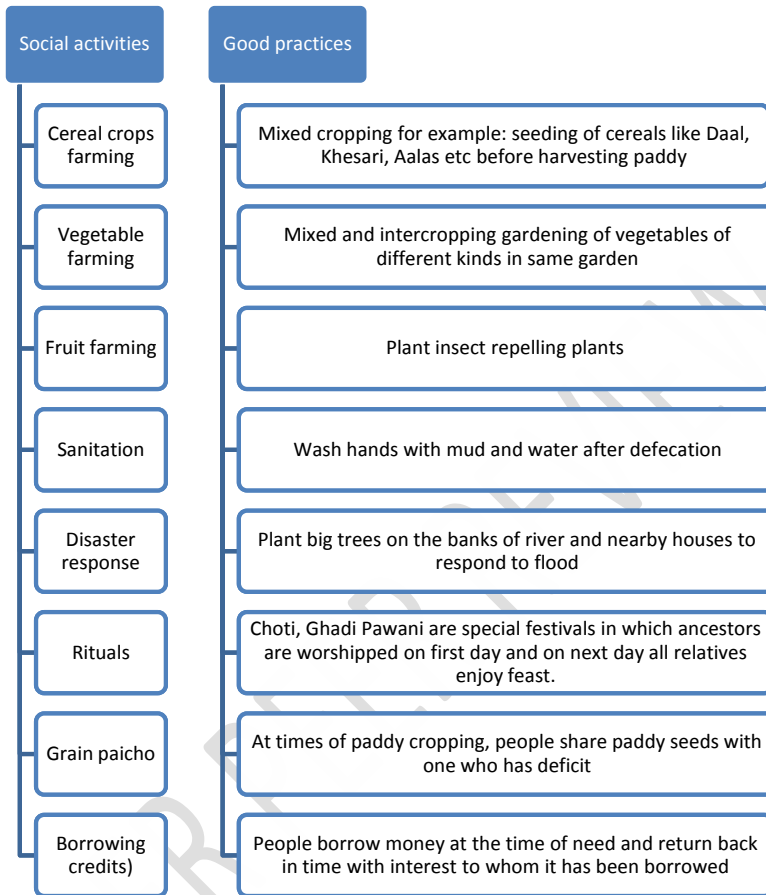 Social activities
Good practices
Cereal crops
farming
Mixed cropping for example: seeding of cereals like Daal,
Khesari, Aalas etc before harvesting paddy
Vegetable
farming
Mixed and intercropping gardening of vegetables of
different kinds in same garden
Fruit farming
Plant insect repelling plants
Sanitation
Wash hands with mud and water after defecation
Disaster
response
Plant big trees on the banks of river and nearby houses to
respond to flood
Rituals
Choti, Ghadi Pawani are special festivals in which ancestors
are worshipped on first day and on next day all relatives
enjoy feast.
Grain paicho
At times of paddy cropping, people share paddy seeds with
one who has deficit
Borrowing
credits)
People borrow money at the time of need and return back
in time with interest to whom it has been borrowed
R PEER REVIEW